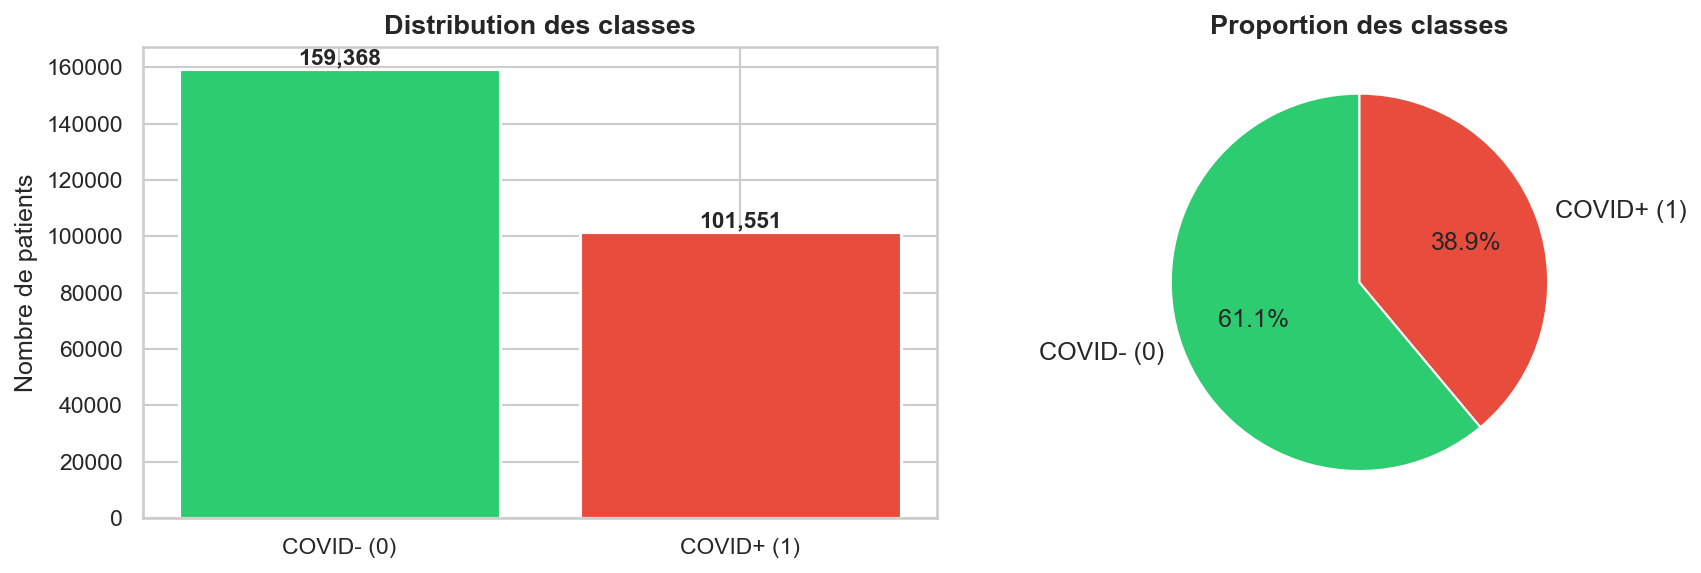 Distribution des classes
Nombre de patients
160000
140000
120000
100000
80000
60000
40000
20000
0
159,368
101,551
COVID- (0)
COVID+ (1)
Proportion des classes
COVID+ (1)
38.9%
61.1%
COVID- (0)